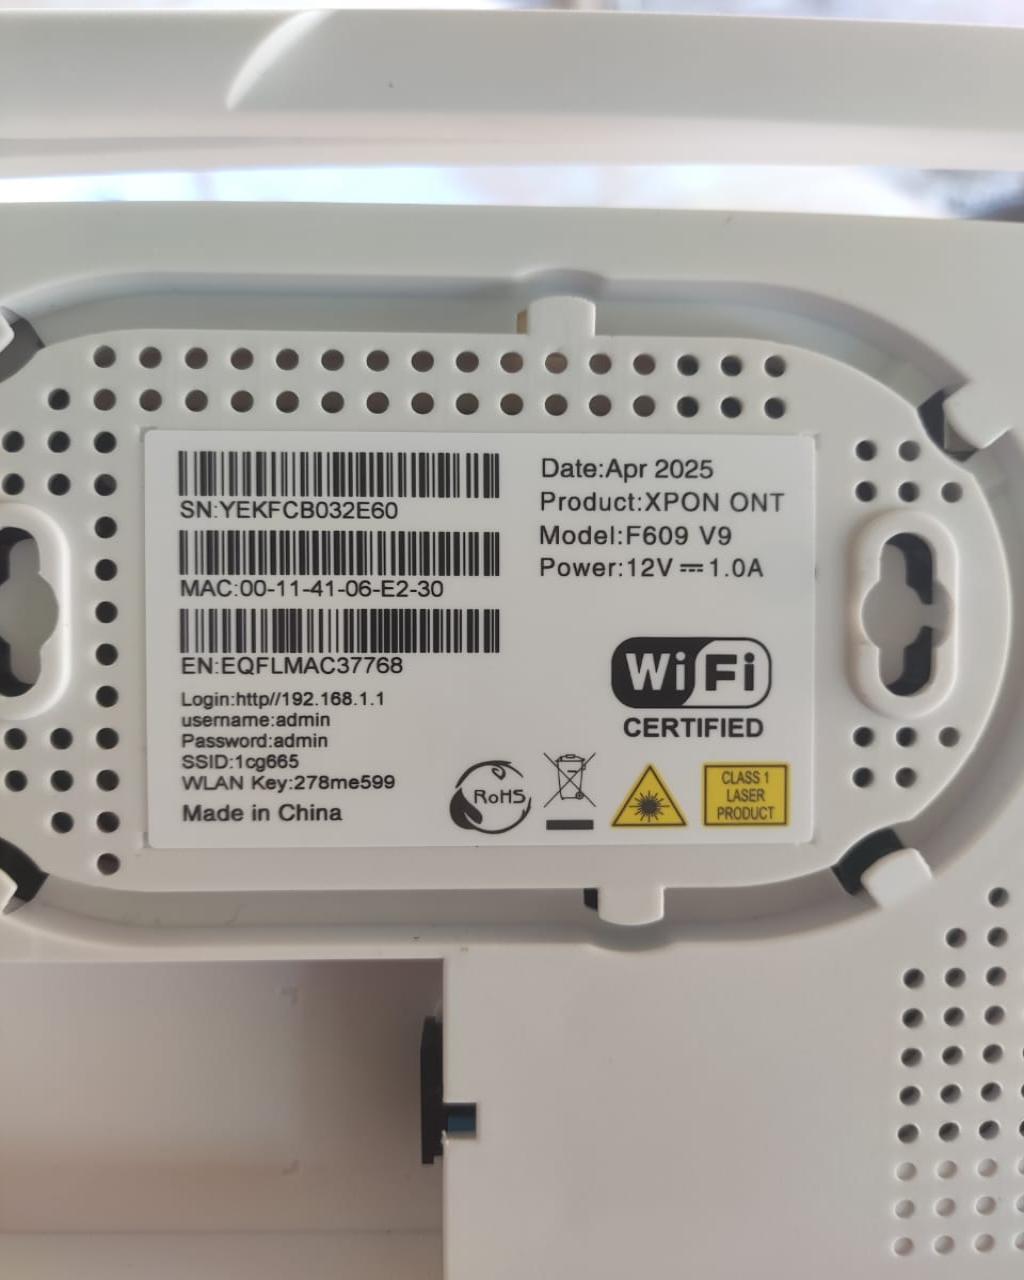 SN:YEKFCB032E60
MAC:00-11-41-06-E2-30
EN:EQFLMAC37768
Login:http//192.168.1.1
username:admin
Password:admin
SSID:1cg665
WLAN Key:278me599
Made in China
Date:Apr 2025
Product:XPON ONT
Model:F609 V9
Power:12V⎓1.0A
WiFi
CERTIFIED
RoHS
CLASS 1
LASER
PRODUCT